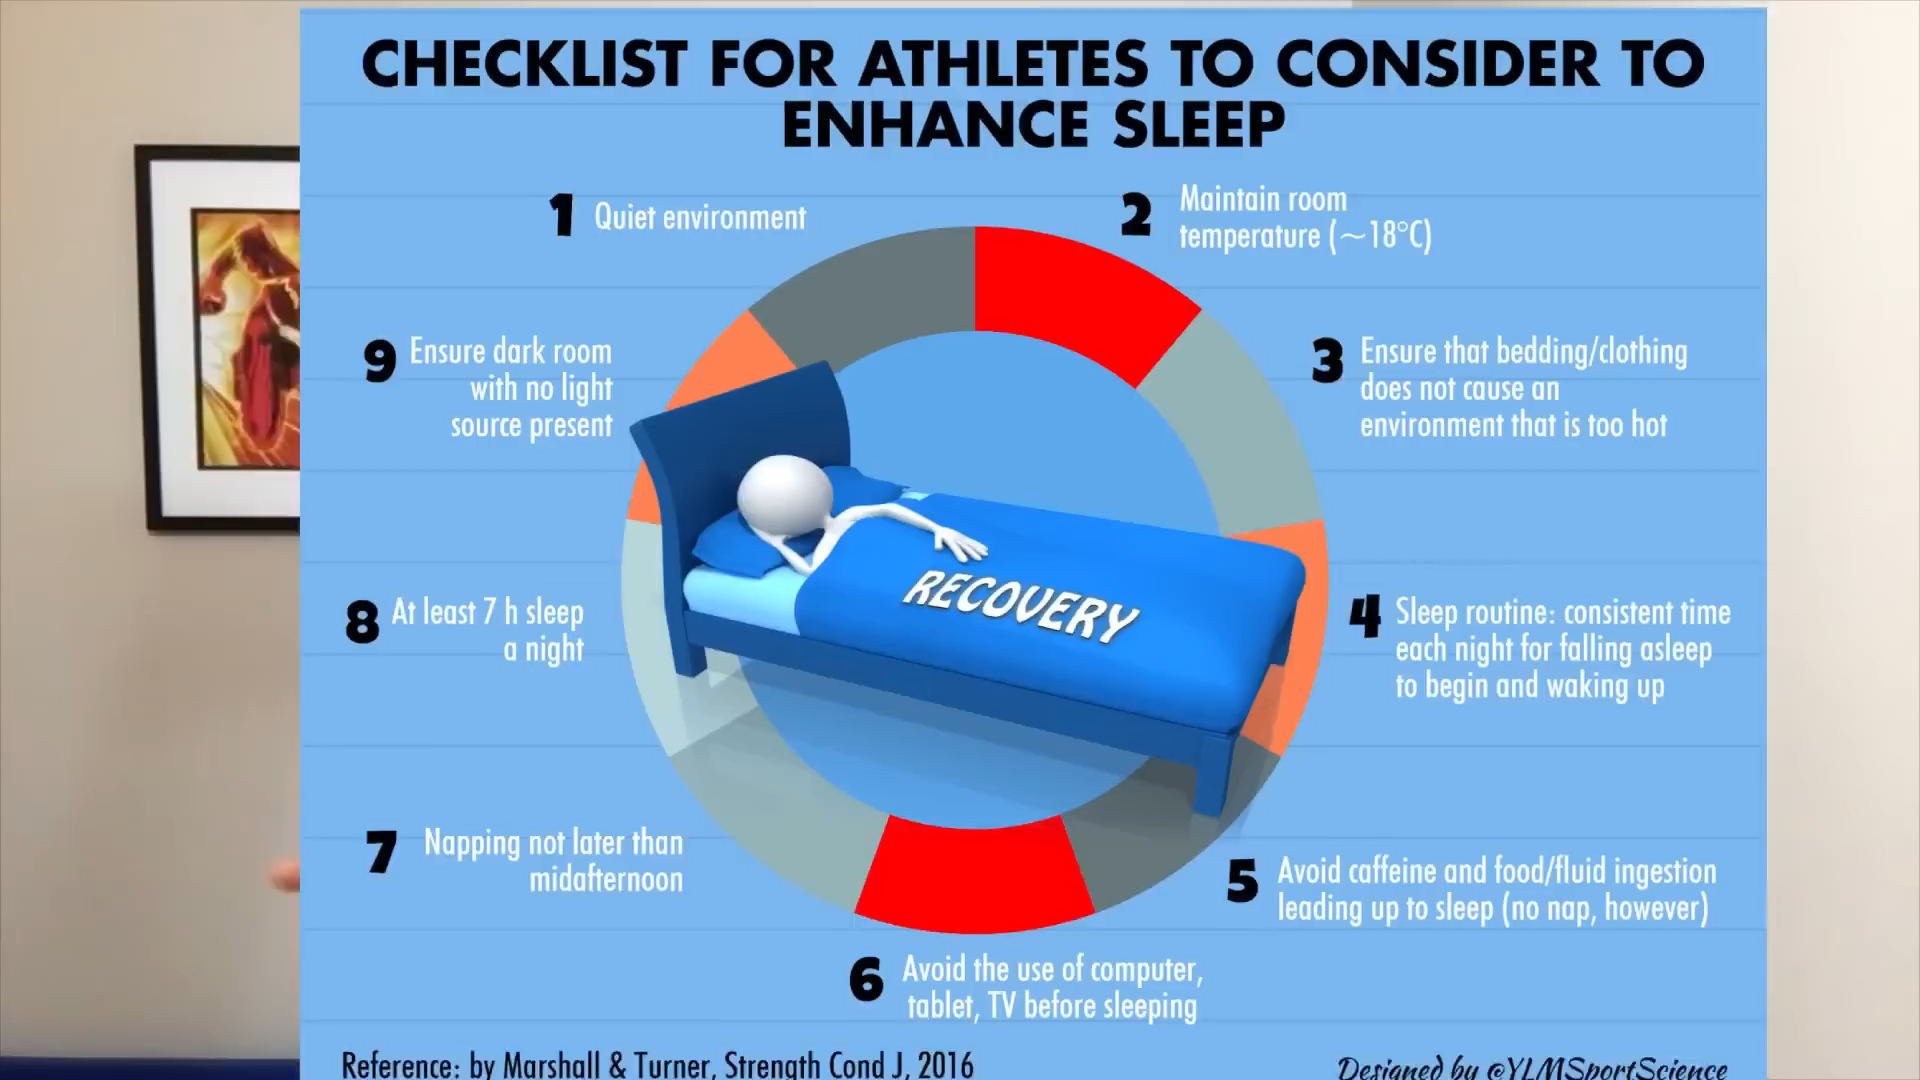 CHECKLIST FOR ATHLETES TO CONSIDER TO
ENHANCE SLEEP
1 Quiet environment
2 Maintain room
temperature (~18°C)
3 Ensure that bedding/clothing
does not cause an
environment that is too hot
4 Sleep routine: consistent time
each night for falling asleep
to begin and waking up
5 Avoid caffeine and food/fluid ingestion
leading up to sleep (no nap, however)
6 Avoid the use of computer,
tablet, TV before sleeping
7 Napping not later than
midafternoon
8 At least 7 h sleep
a night
9 Ensure dark room
with no light
source present
RECOVERY
Reference: by Marshall & Turner, Strength Cond J, 2016
Designed by @YLMSportScience